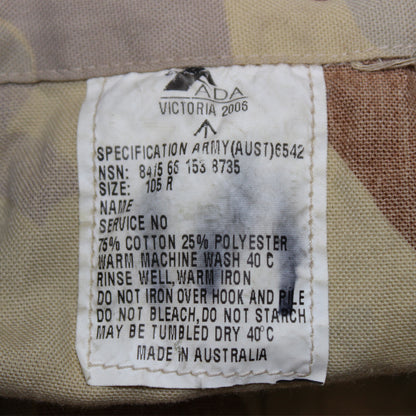 ADA
VICTORIA 2006
SPECIFICATION ARMY(AUST)6542
NSN: 8415 66 153 8735
SIZE: 105 R
NAME
SERVICE NO
75% COTTON 25% POLYESTER
WARM MACHINE WASH 40 C
RINSE WELL, WARM IRON
DO NOT IRON OVER HOOK AND PILE
DO NOT BLEACH, DO NOT STARCH
MAY BE TUMBLED DRY 40°C
MADE IN AUSTRALIA